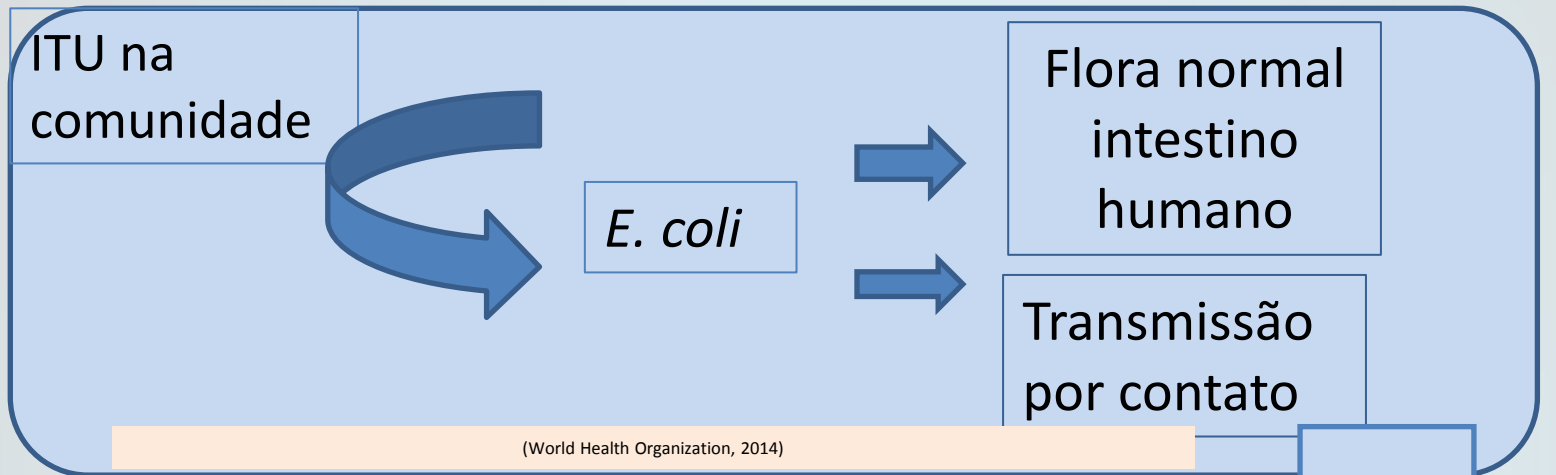 ITU na
comunidade
E. coli
Flora normal
intestino
humano
Transmissão
por contato
(World Health Organization, 2014)